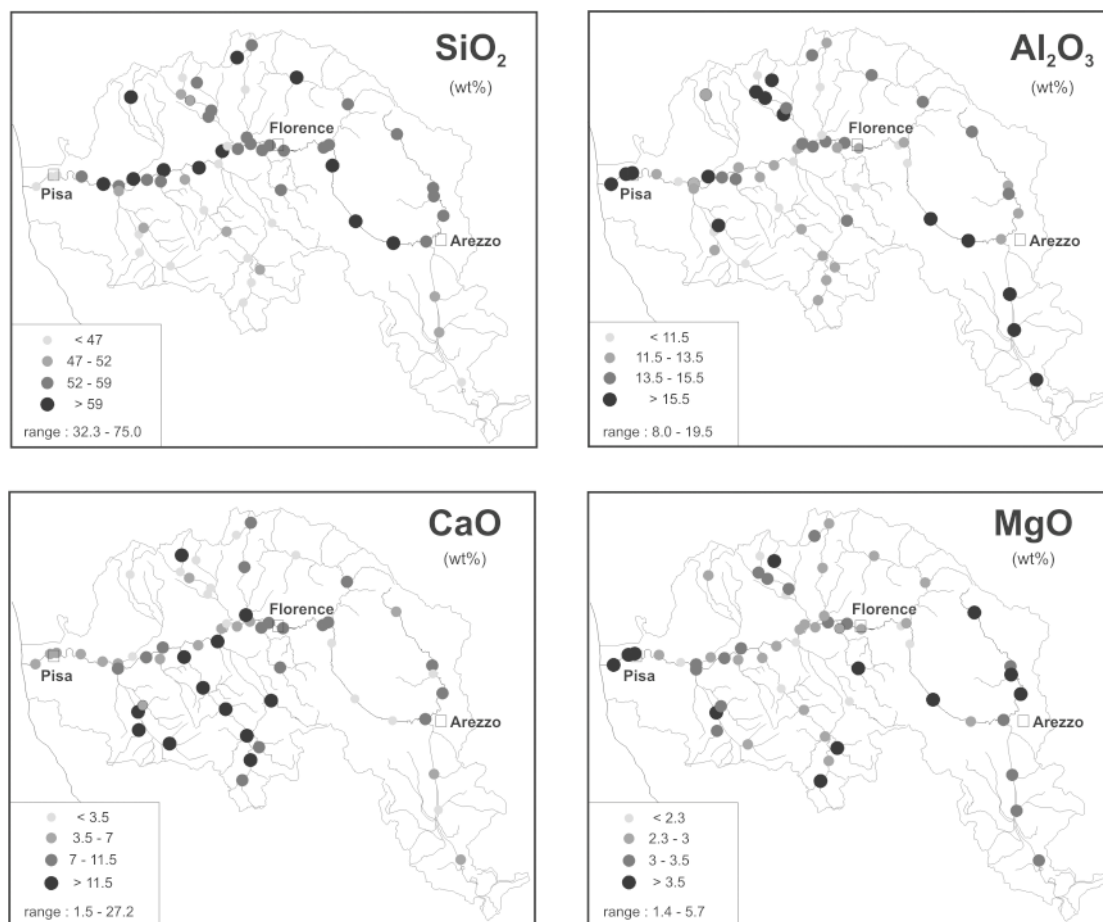 SiO₂
(wt%)
Florence
Pisa
Arezzo
< 47
47 - 52
52 - 59
> 59
range : 32.3 - 75.0
Al₂O₃
(wt%)
Florence
Pisa
Arezzo
< 11.5
11.5 - 13.5
13.5 - 15.5
> 15.5
range : 8.0 - 19.5
CaO
(wt%)
Florence
Pisa
Arezzo
< 3.5
3.5 - 7
7 - 11.5
> 11.5
range : 1.5 - 27.2
MgO
(wt%)
Florence
Pisa
Arezzo
< 2.3
2.3 - 3
3 - 3.5
> 3.5
range : 1.4 - 5.7